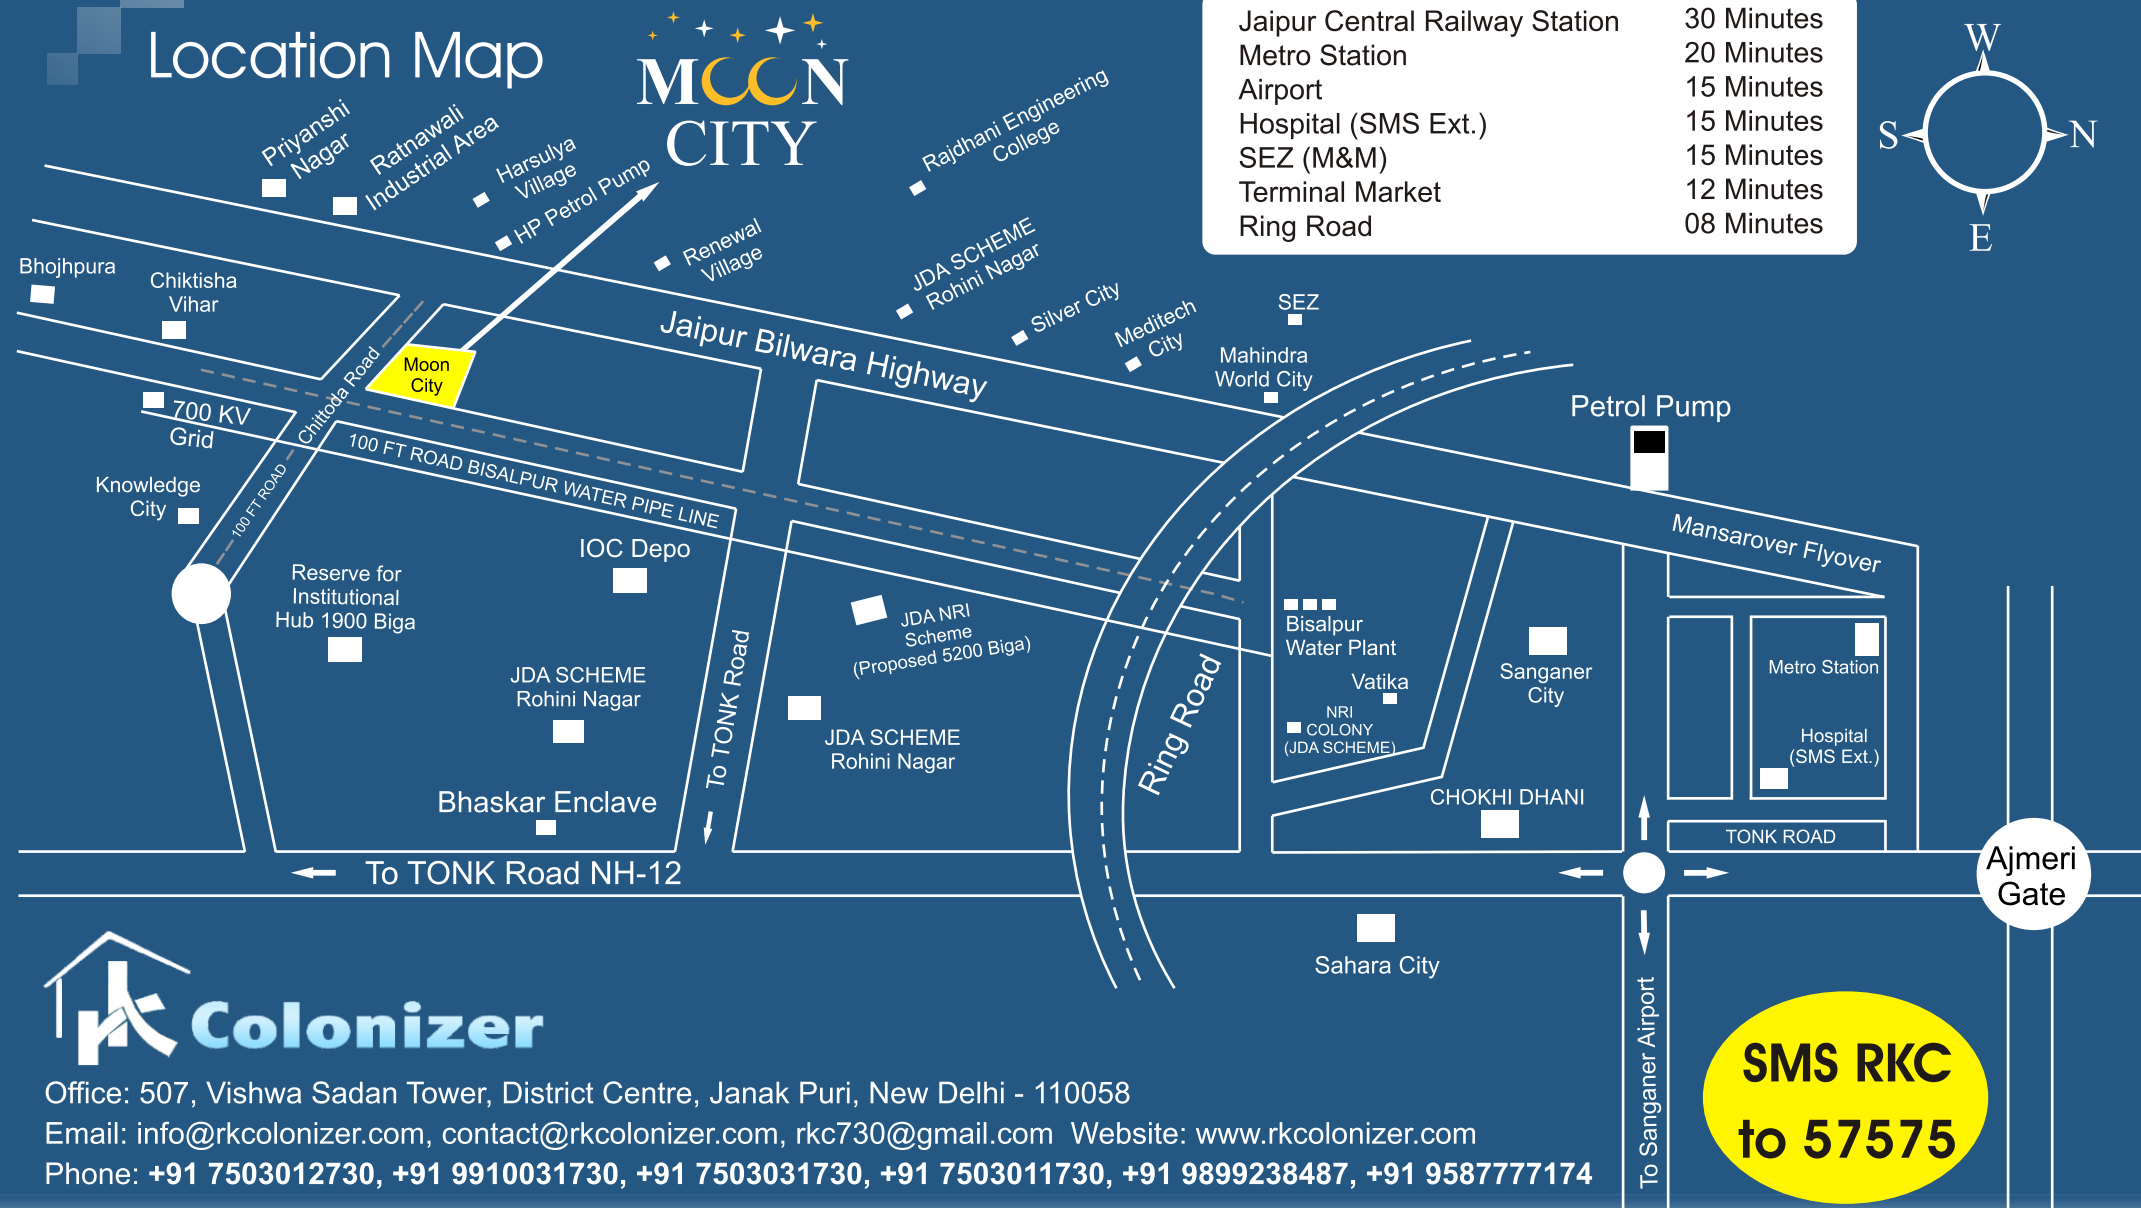 Location Map
MOON
CITY
Jaipur Central Railway Station 30 Minutes
Metro Station 20 Minutes
Airport 15 Minutes
Hospital (SMS Ext.) 15 Minutes
SEZ (M&M) 15 Minutes
Terminal Market 12 Minutes
Ring Road 08 Minutes
W
S
N
E
Priyanshi
Nagar
Ratnawali
Industrial Area
Harsulya
Village
HP Petrol Pump
Renewal
Village
Rajdhani Engineering
College
JDA SCHEME
Rohini Nagar
Silver City
Meditech
City
SEZ
Mahindra
World City
Bhojhpura
Chiktisha
Vihar
Jaipur Bilwara Highway
Moon
City
Chittoda Road
700 KV
Grid
100 FT ROAD BISALPUR WATER PIPE LINE
Knowledge
City
100 FT ROAD
Petrol Pump
Mansarover Flyover
IOC Depo
Reserve for
Institutional
Hub 1900 Biga
JDA NRI
Scheme
(Proposed 5200 Biga)
Bisalpur
Water Plant
Vatika
NRI
COLONY
(JDA SCHEME)
Sanganer
City
Metro Station
Hospital
(SMS Ext.)
JDA SCHEME
Rohini Nagar
To TONK Road
JDA SCHEME
Rohini Nagar
Ring Road
Bhaskar Enclave
CHOKHI DHANI
TONK ROAD
To TONK Road NH-12
Ajmeri
Gate
Sahara City
To Sanganer Airport
rk Colonizer
SMS RKC
to 57575
Office: 507, Vishwa Sadan Tower, District Centre, Janak Puri, New Delhi - 110058
Email: info@rkcolonizer.com, contact@rkcolonizer.com, rkc730@gmail.com Website: www.rkcolonizer.com
Phone: +91 7503012730, +91 9910031730, +91 7503031730, +91 7503011730, +91 9899238487, +91 9587777174